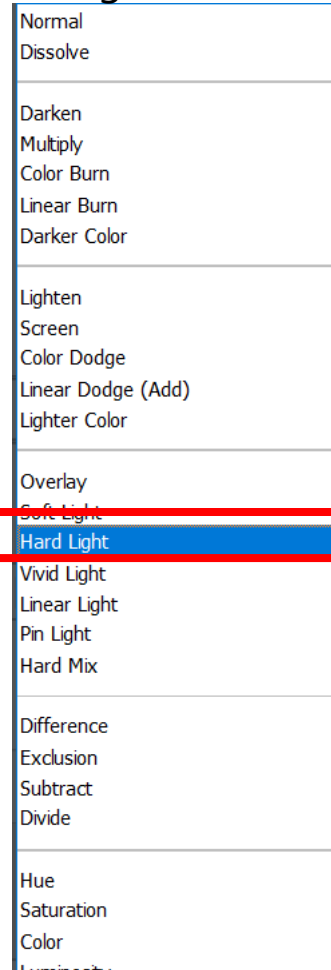 Normal
Dissolve
Darken
Multiply
Color Burn
Linear Burn
Darker Color
Lighten
Screen
Color Dodge
Linear Dodge (Add)
Lighter Color
Overlay
Soft Light
Hard Light
Vivid Light
Linear Light
Pin Light
Hard Mix
Difference
Exclusion
Subtract
Divide
Hue
Saturation
Color
Luminosity